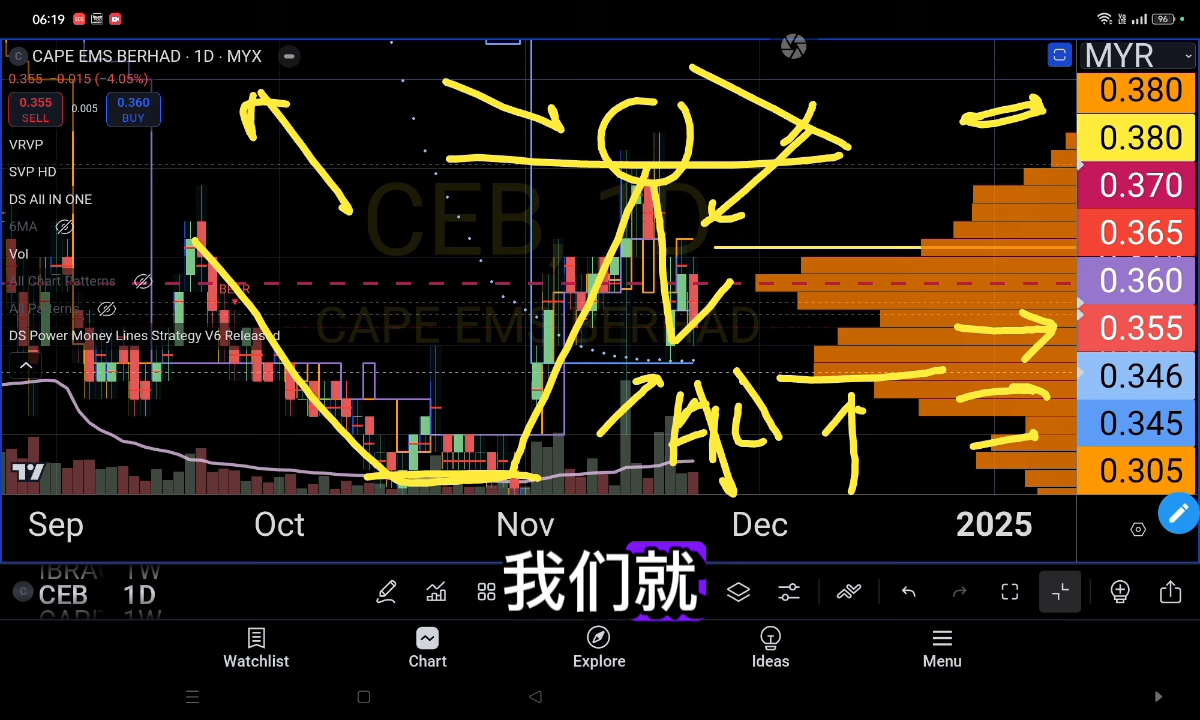 06:19
96
CAPE EMS BERHAD · 1D · MYX
MYR
0.355 −0.015 (−4.05%)
0.355
SELL
0.005
0.360
BUY
VRVP
SVP HD
DS All IN ONE
6MA
Vol
All Chart Patterns
All Patterns
DS Power Money Lines Strategy V6 Released
CEB, 1D
CAPE EMS BERHAD
0.380
0.380
0.370
0.365
0.360
0.355
0.346
0.345
0.305
Sep
Oct
Nov
Dec
2025
我们就
CEB
1D
1W
Watchlist
Chart
Explore
Ideas
Menu